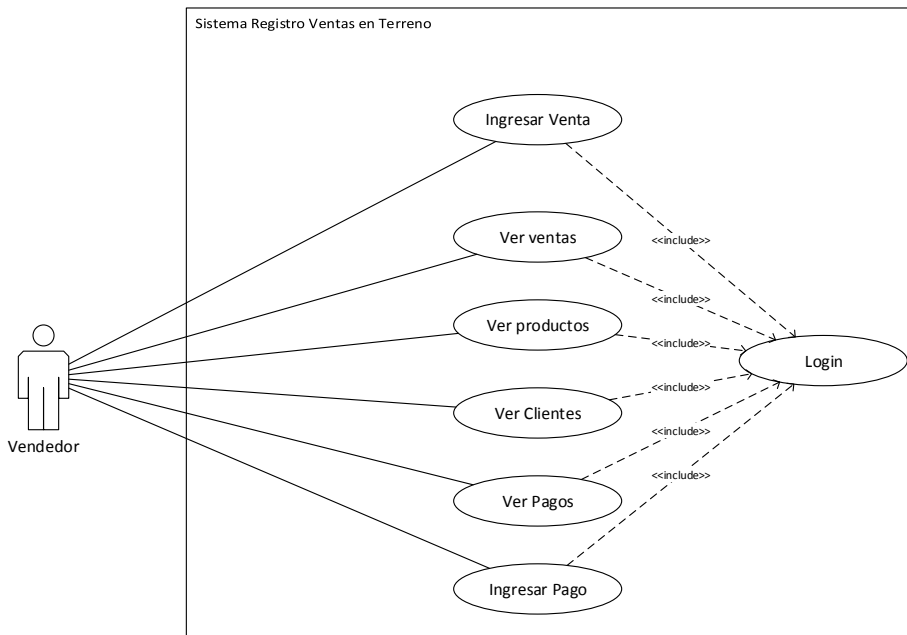 Sistema Registro Ventas en Terreno
Ingresar Venta
<<include>>
Ver ventas
<<include>>
Ver productos
<<include>>
Login
Vendedor
Ver Clientes
<<include>>
<<include>>
Ver Pagos
<<include>>
Ingresar Pago